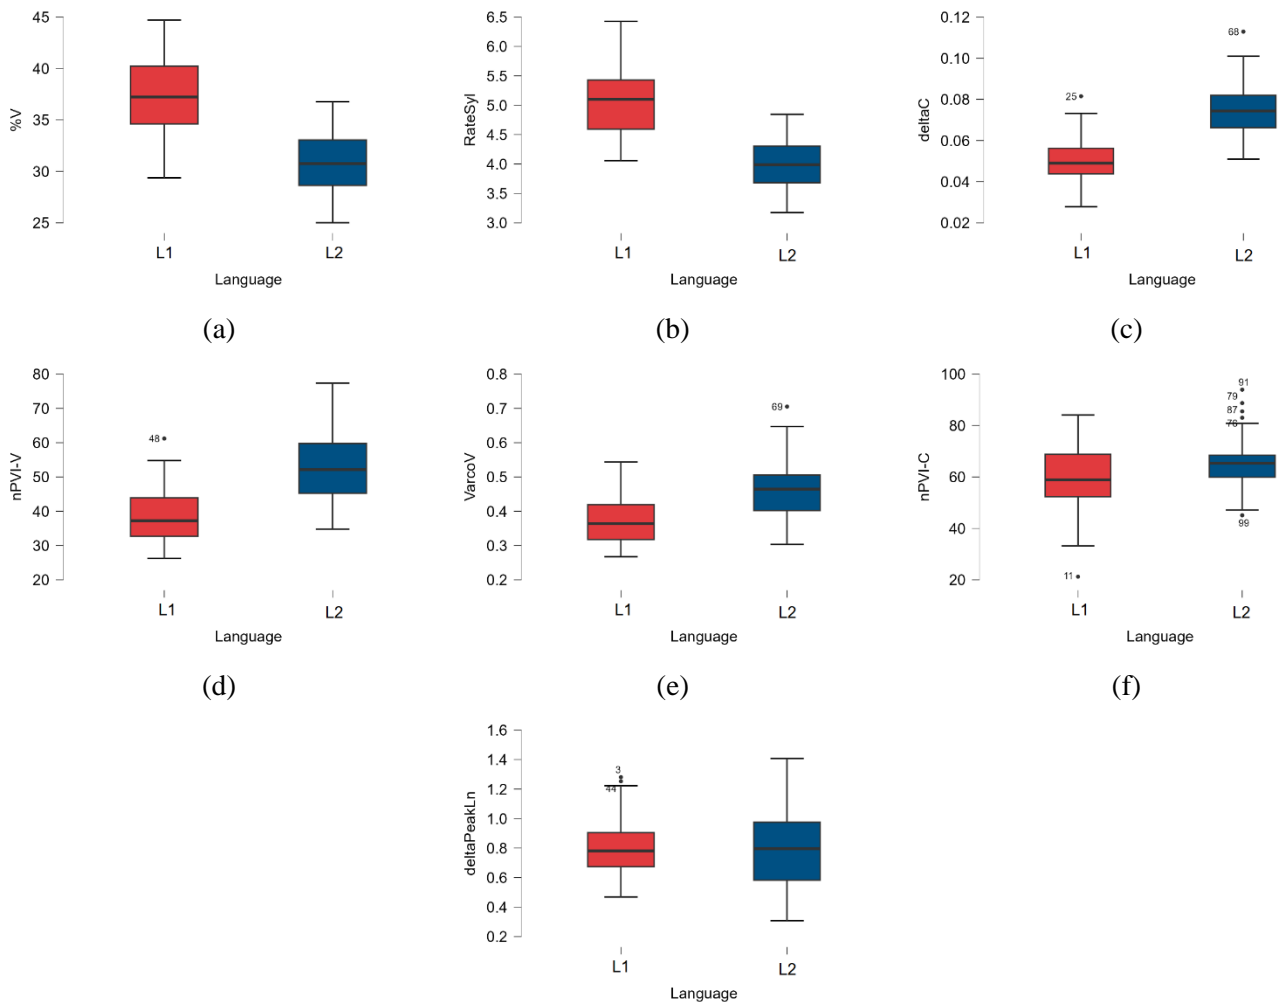 %V
45
40
35
30
25
L1
L2
Language
(a)
RateSyl
6.5
6.0
5.5
5.0
4.5
4.0
3.5
3.0
L1
L2
Language
(b)
deltaC
0.12
0.10
0.08
0.06
0.04
0.02
25
68
L1
L2
Language
(c)
nPVI-V
80
70
60
50
40
30
20
48
L1
L2
Language
(d)
VarcoV
0.8
0.7
0.6
0.5
0.4
0.3
0.2
69
L1
L2
Language
(e)
nPVI-C
100
80
60
40
20
11
91
79
87
76
99
L1
L2
Language
(f)
deltaPeakLn
1.6
1.4
1.2
1.0
0.8
0.6
0.4
0.2
3
44
L1
L2
Language